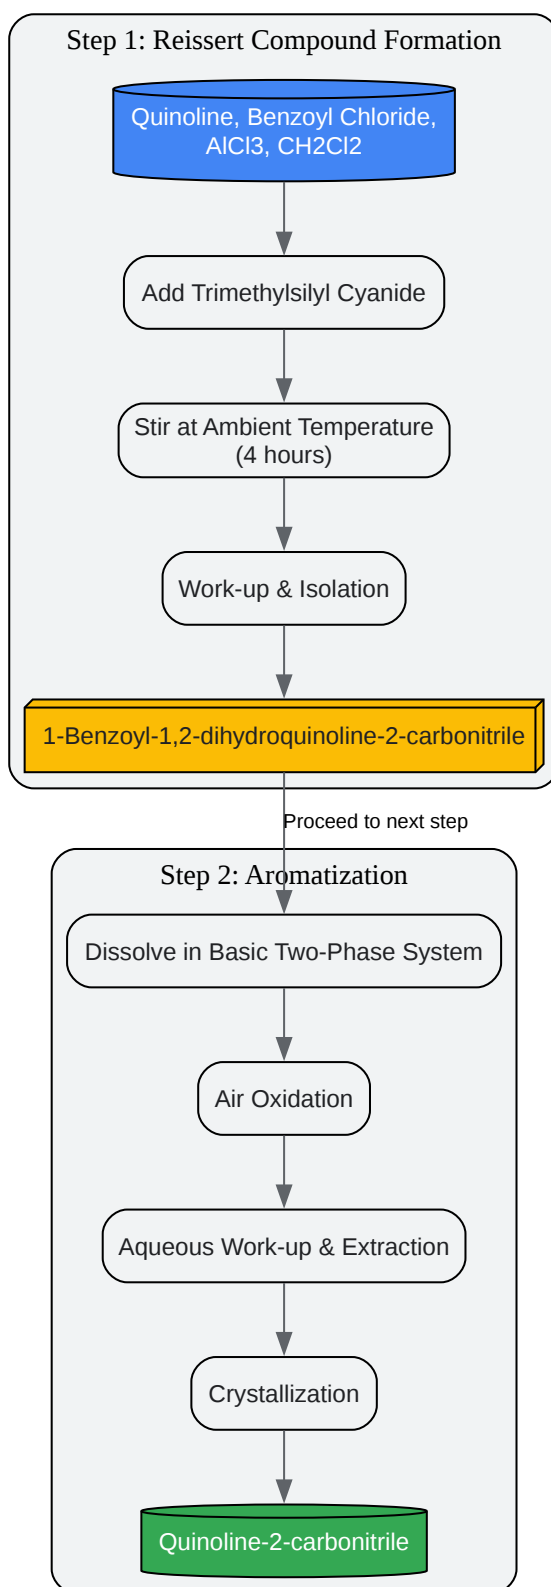 Step 1: Reissert Compound Formation
Quinoline, Benzoyl Chloride,
AlCl3, CH2Cl2
Add Trimethylsilyl Cyanide
Stir at Ambient Temperature
(4 hours)
Work-up & Isolation
1-Benzoyl-1,2-dihydroquinoline-2-carbonitrile
Proceed to next step
Step 2: Aromatization
Dissolve in Basic Two-Phase System
Air Oxidation
Aqueous Work-up & Extraction
Crystallization
Quinoline-2-carbonitrile